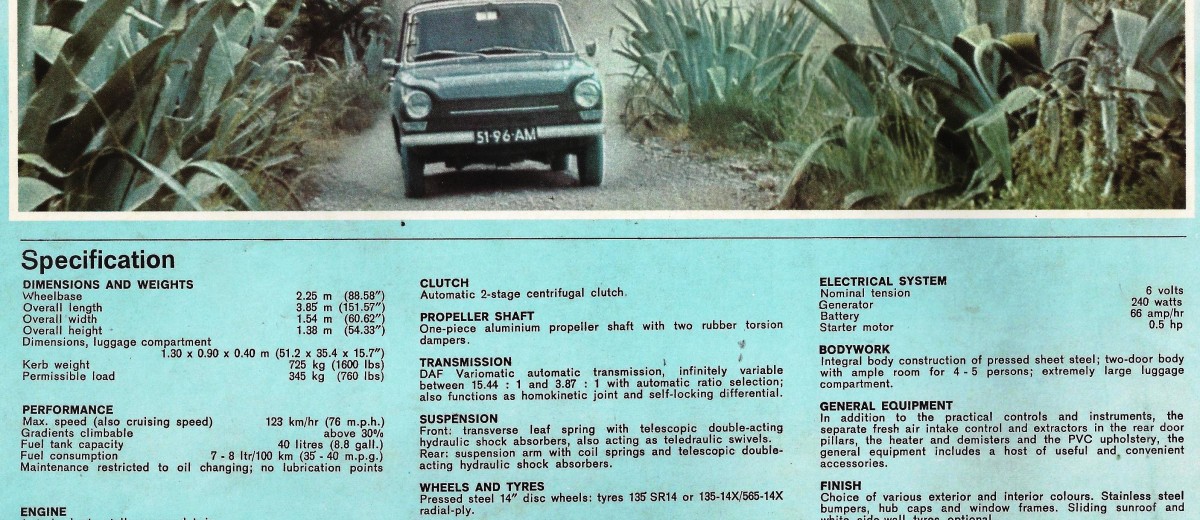 51-96-AM
Specification
DIMENSIONS AND WEIGHTS
Wheelbase 2.25 m (88.58")
Overall length 3.85 m (151.57")
Overall width 1.54 m (60.62")
Overall height 1.38 m (54.33")
Dimensions, luggage compartment
1.30 x 0.90 x 0.40 m (51.2 x 35.4 x 15.7")
Kerb weight 725 kg (1600 lbs)
Permissible load 345 kg (760 lbs)
PERFORMANCE
Max. speed (also cruising speed) 123 km/hr (76 m.p.h.)
Gradients climbable above 30%
Fuel tank capacity 40 litres (8.8 gall.)
Fuel consumption 7 - 8 ltr/100 km (35 - 40 m.p.g.)
Maintenance restricted to oil changing; no lubrication points
ENGINE
CLUTCH
Automatic 2-stage centrifugal clutch.
PROPELLER SHAFT
One-piece aluminium propeller shaft with two rubber torsion
dampers.
TRANSMISSION
DAF Variomatic automatic transmission, infinitely variable
between 15.44 : 1 and 3.87 : 1 with automatic ratio selection;
also functions as homokinetic joint and self-locking differential.
SUSPENSION
Front: transverse leaf spring with telescopic double-acting
hydraulic shock absorbers, also acting as teledraulic swivels.
Rear: suspension arm with coil springs and telescopic double-
acting hydraulic shock absorbers.
WHEELS AND TYRES
Pressed steel 14" disc wheels: tyres 135 SR14 or 135-14X/565-14X
radial-ply.
ELECTRICAL SYSTEM
Nominal tension 6 volts
Generator 240 watts
Battery 66 amp/hr
Starter motor 0.5 hp
BODYWORK
Integral body construction of pressed sheet steel; two-door body
with ample room for 4 - 5 persons; extremely large luggage
compartment.
GENERAL EQUIPMENT
In addition to the practical controls and instruments, the
separate fresh air intake control and extractors in the rear door
pillars, the heater and demisters and the PVC upholstery, the
general equipment includes a host of useful and convenient
accessories.
FINISH
Choice of various exterior and interior colours. Stainless steel
bumpers, hub caps and window frames. Sliding sunroof and
white side-wall tyres optional.